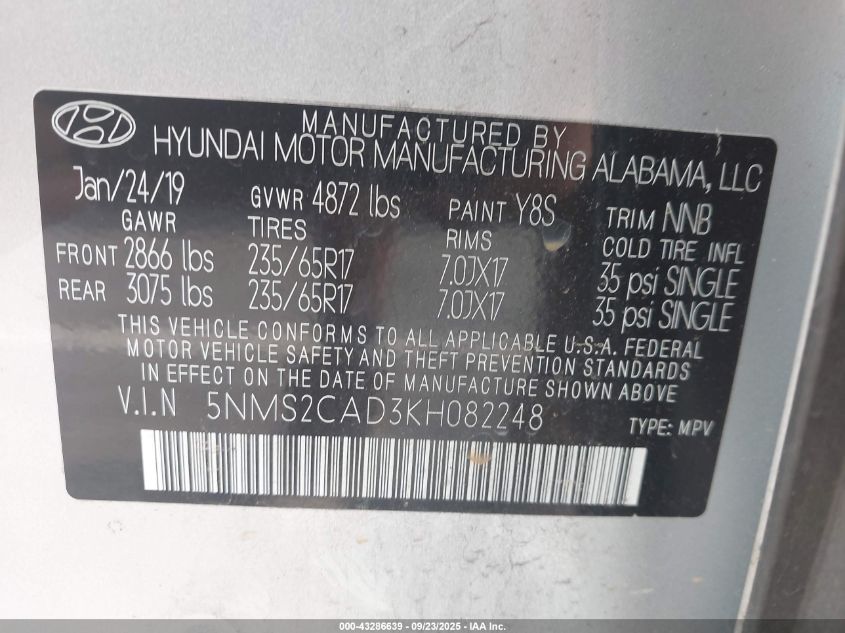 MANUFACTURED BY
HYUNDAI MOTOR MANUFACTURING ALABAMA, LLC
Jan/24/19 GVWR 4872 lbs PAINT Y8S TRIM NNB
GAWR TIRES RIMS COLD TIRE INFL
FRONT 2866 lbs 235/65R17 7.0JX17 35 psi SINGLE
REAR 3075 lbs 235/65R17 7.0JX17 35 psi SINGLE
THIS VEHICLE CONFORMS TO ALL APPLICABLE U.S.A. FEDERAL
MOTOR VEHICLE SAFETY AND THEFT PREVENTION STANDARDS
IN EFFECT ON THE DATE OF MANUFACTURE SHOWN ABOVE
V.I.N 5NMS2CAD3KH082248 TYPE: MPV
000-43286639 - 09/23/2025 - IAA Inc.